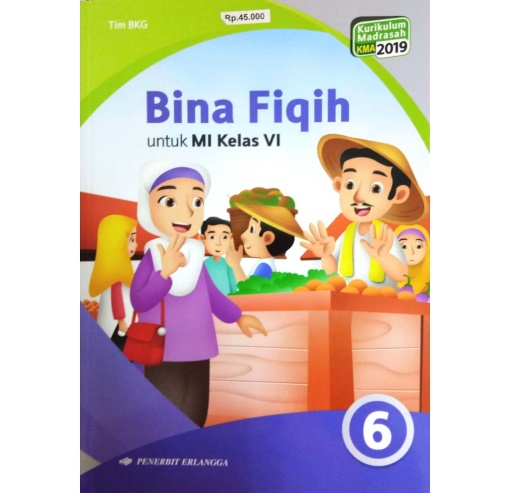 Tim BKG
Rp.45.000
Kurikulum
Madrasah
KMA 2019
Bina Fiqih
untuk MI Kelas VI
6
PENERBIT ERLANGGA